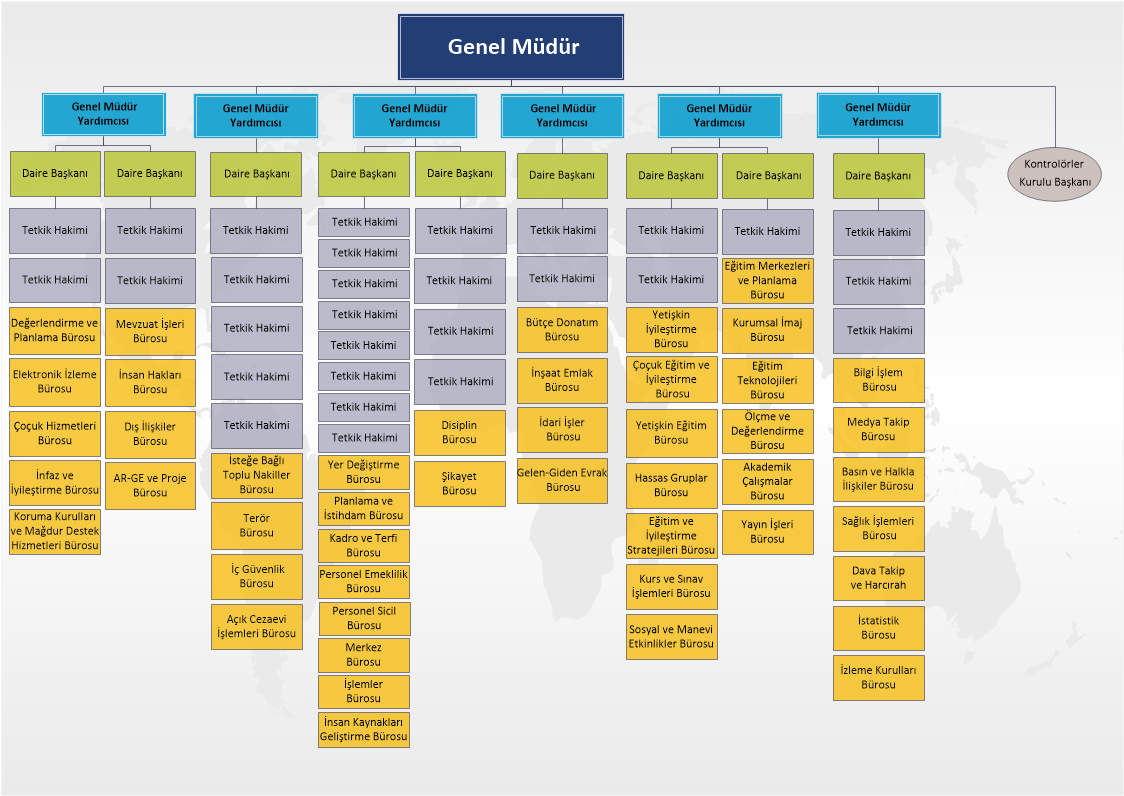 Genel Müdür
Genel Müdür
Yardımcısı
Genel Müdür
Yardımcısı
Genel Müdür
Yardımcısı
Genel Müdür
Yardımcısı
Genel Müdür
Yardımcısı
Genel Müdür
Yardımcısı
Kontrolörler
Kurulu Başkanı
Daire Başkanı
Tetkik Hakimi
Tetkik Hakimi
Değerlendirme ve
Planlama Bürosu
Elektronik İzleme
Bürosu
Çoçuk Hizmetleri
Bürosu
İnfaz ve
İyileştirme Bürosu
Koruma Kurulları
ve Mağdur Destek
Hizmetleri Bürosu
Daire Başkanı
Tetkik Hakimi
Tetkik Hakimi
Mevzuat İşleri
Bürosu
İnsan Hakları
Bürosu
Dış İlişkiler
Bürosu
AR-GE ve Proje
Bürosu
Daire Başkanı
Tetkik Hakimi
Tetkik Hakimi
Tetkik Hakimi
Tetkik Hakimi
Tetkik Hakimi
İsteğe Bağlı
Toplu Nakiller
Bürosu
Terör
Bürosu
İç Güvenlik
Bürosu
Açık Cezaevi
İşlemleri Bürosu
Daire Başkanı
Tetkik Hakimi
Tetkik Hakimi
Tetkik Hakimi
Tetkik Hakimi
Tetkik Hakimi
Tetkik Hakimi
Tetkik Hakimi
Tetkik Hakimi
Yer Değiştirme
Bürosu
Planlama ve
İstihdam Bürosu
Kadro ve Terfi
Bürosu
Personel Emeklilik
Bürosu
Personel Sicil
Bürosu
Merkez
Bürosu
İşlemler
Bürosu
İnsan Kaynakları
Geliştirme Bürosu
Daire Başkanı
Tetkik Hakimi
Tetkik Hakimi
Tetkik Hakimi
Tetkik Hakimi
Disiplin
Bürosu
Şikayet
Bürosu
Daire Başkanı
Tetkik Hakimi
Tetkik Hakimi
Bütçe Donatım
Bürosu
İnşaat Emlak
Bürosu
İdari İşler
Bürosu
Gelen-Giden Evrak
Bürosu
Daire Başkanı
Tetkik Hakimi
Tetkik Hakimi
Yetişkin
İyileştirme
Bürosu
Çoçuk Eğitim ve
İyileştirme
Bürosu
Yetişkin Eğitim
Bürosu
Hassas Gruplar
Bürosu
Eğitim ve
İyileştirme
Stratejileri Bürosu
Kurs ve Sınav
İşlemleri Bürosu
Sosyal ve Manevi
Etkinlikler Bürosu
Daire Başkanı
Tetkik Hakimi
Eğitim Merkezleri
ve Planlama
Bürosu
Kurumsal İmaj
Bürosu
Eğitim
Teknolojileri
Bürosu
Ölçme ve
Değerlendirme
Bürosu
Akademik
Çalışmalar
Bürosu
Yayın İşleri
Bürosu
Daire Başkanı
Tetkik Hakimi
Tetkik Hakimi
Tetkik Hakimi
Bilgi İşlem
Bürosu
Medya Takip
Bürosu
Basın ve Halkla
İlişkiler Bürosu
Sağlık İşlemleri
Bürosu
Dava Takip
ve Harcırah
İstatistik
Bürosu
İzleme Kurulları
Bürosu